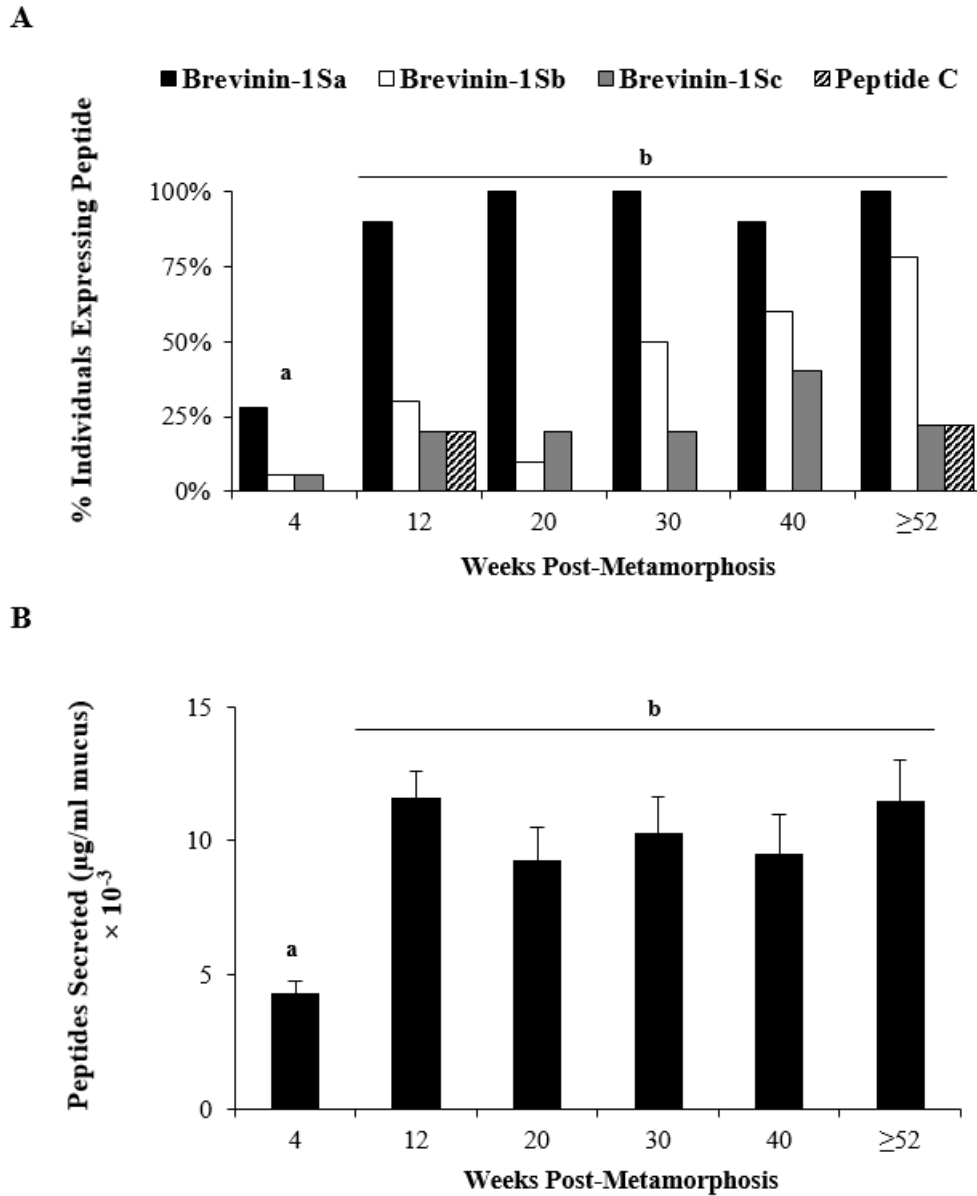 A
Brevinin-1Sa Brevinin-1Sb Brevinin-1Sc Peptide C
% Individuals Expressing Peptide
100%
75%
50%
25%
0%
a
b
4 12 20 30 40 ≥52
Weeks Post-Metamorphosis
B
Peptides Secreted (µg/ml mucus)
× 10⁻³
15
10
5
0
a
b
4 12 20 30 40 ≥52
Weeks Post-Metamorphosis